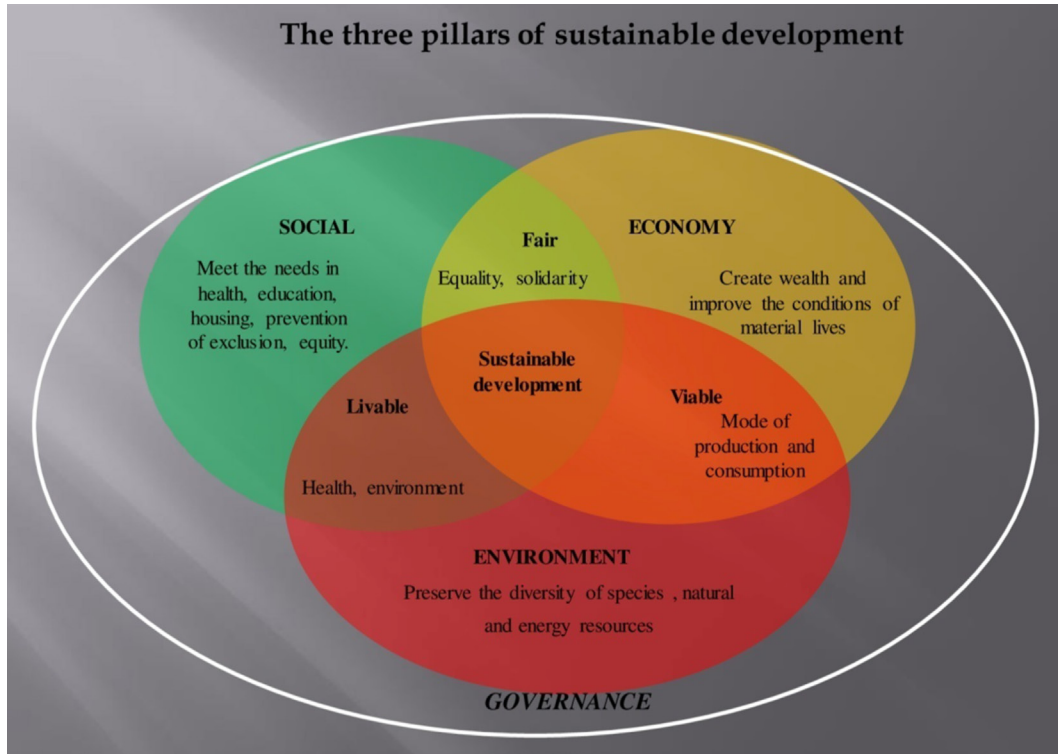 The three pillars of sustainable development
SOCIAL
Meet the needs in
health, education,
housing, prevention
of exclusion, equity.
Fair
Equality, solidarity
ECONOMY
Create wealth and
improve the conditions of
material lives
Sustainable
development
Livable
Health, environment
Viable
Mode of
production and
consumption
ENVIRONMENT
Preserve the diversity of species , natural
and energy resources
GOVERNANCE